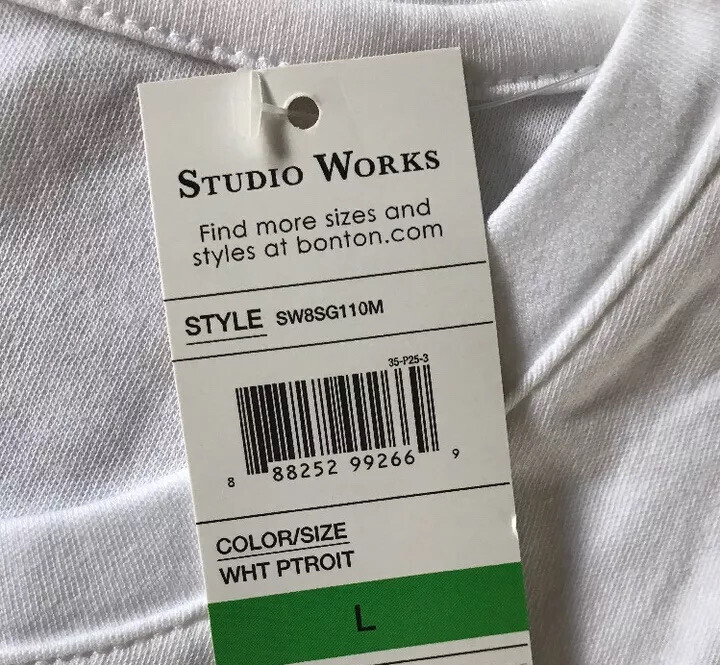 STUDIO WORKS
Find more sizes and
styles at bonton.com
STYLE SW8SG110M
35-P25-3
8 88252 99266 9
COLOR/SIZE
WHT PTROIT
L